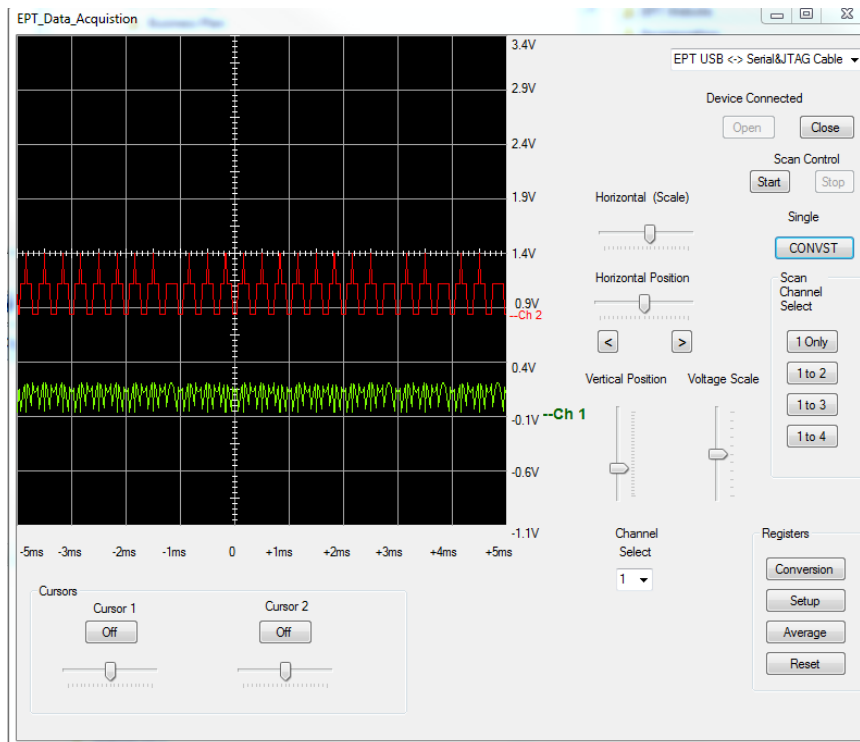 EPT_Data_Acquistion
3.4V
2.9V
2.4V
1.9V
1.4V
0.9V
--Ch 2
0.4V
-0.1V
--Ch 1
-0.6V
-1.1V
-5ms -3ms -2ms -1ms 0 +1ms +2ms +3ms +4ms +5ms
EPT USB <-> Serial&JTAG Cable
Device Connected
Open Close
Scan Control
Start Stop
Single
CONVST
Horizontal (Scale)
Horizontal Position
< >
Scan
Channel
Select
1 Only
1 to 2
1 to 3
1 to 4
Vertical Position Voltage Scale
Channel
Select
1
Registers
Conversion
Setup
Average
Reset
Cursors
Cursor 1 Cursor 2
Off Off